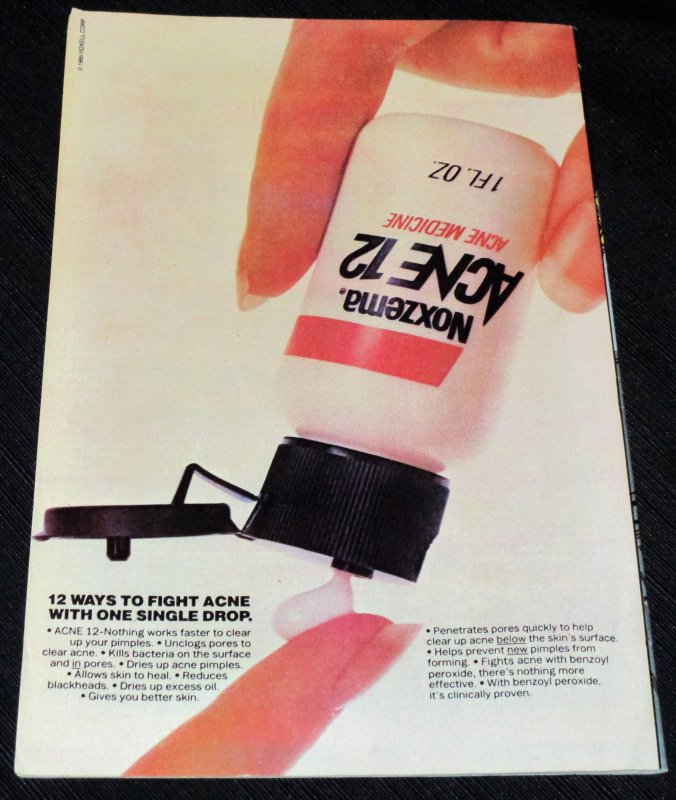 © 1985 NOXELL CORP.
1 FL. OZ.
ACNE MEDICINE
ACNE 12
Noxzema®
12 WAYS TO FIGHT ACNE
WITH ONE SINGLE DROP.
• ACNE 12-Nothing works faster to clear
up your pimples. • Unclogs pores to
clear acne. • Kills bacteria on the surface
and in pores. • Dries up acne pimples.
• Allows skin to heal. • Reduces
blackheads. • Dries up excess oil.
• Gives you better skin.
• Penetrates pores quickly to help
clear up acne below the skin's surface.
• Helps prevent new pimples from
forming. • Fights acne with benzoyl
peroxide, there's nothing more
effective. • With benzoyl peroxide,
it's clinically proven.